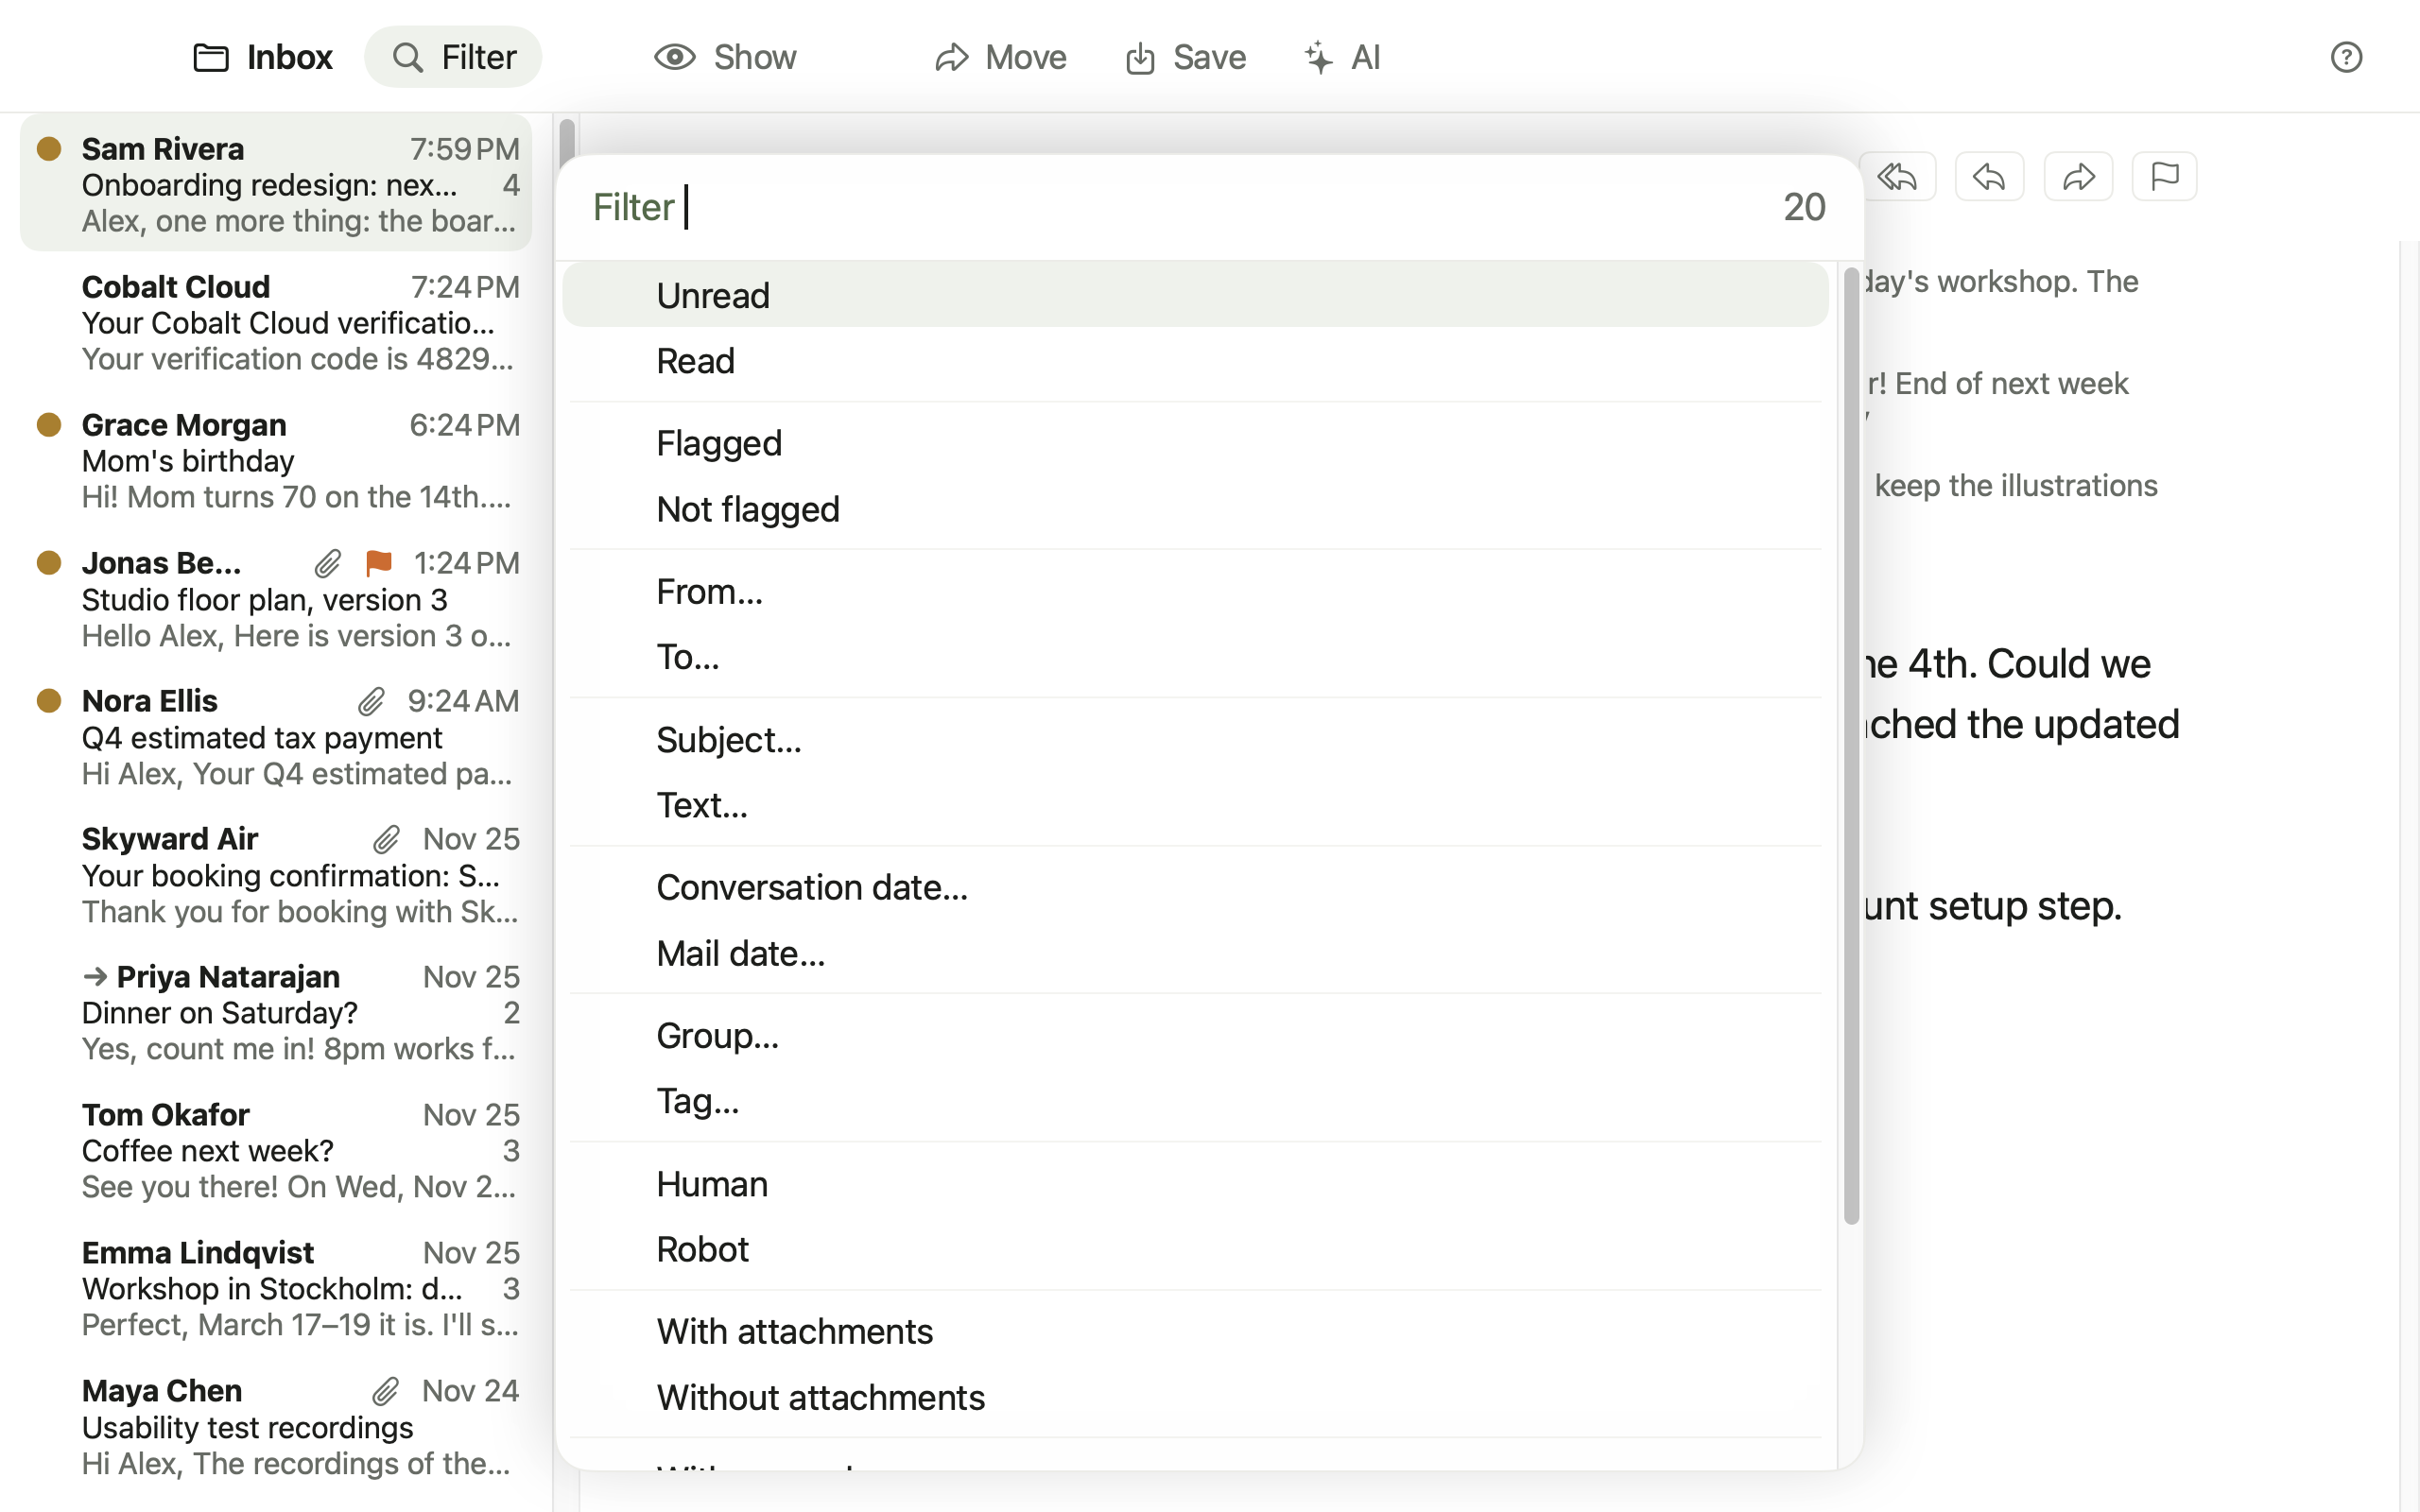 Inbox
Filter
Show
Move
Save
AI
Sam Rivera 7:59 PM
Onboarding redesign: nex... 4
Alex, one more thing: the boar...
Cobalt Cloud 7:24 PM
Your Cobalt Cloud verificatio...
Your verification code is 4829...
Grace Morgan 6:24 PM
Mom's birthday
Hi! Mom turns 70 on the 14th....
Jonas Be... 1:24 PM
Studio floor plan, version 3
Hello Alex, Here is version 3 o...
Nora Ellis 9:24 AM
Q4 estimated tax payment
Hi Alex, Your Q4 estimated pa...
Skyward Air Nov 25
Your booking confirmation: S...
Thank you for booking with Sk...
→ Priya Natarajan Nov 25
Dinner on Saturday? 2
Yes, count me in! 8pm works f...
Tom Okafor Nov 25
Coffee next week? 3
See you there! On Wed, Nov 2...
Emma Lindqvist Nov 25
Workshop in Stockholm: d... 3
Perfect, March 17–19 it is. I'll s...
Maya Chen Nov 24
Usability test recordings
Hi Alex, The recordings of the...
Filter 20
Unread
Read
Flagged
Not flagged
From...
To...
Subject...
Text...
Conversation date...
Mail date...
Group...
Tag...
Human
Robot
With attachments
Without attachments
day's workshop. The
r! End of next week
keep the illustrations
he 4th. Could we
ched the updated
unt setup step.